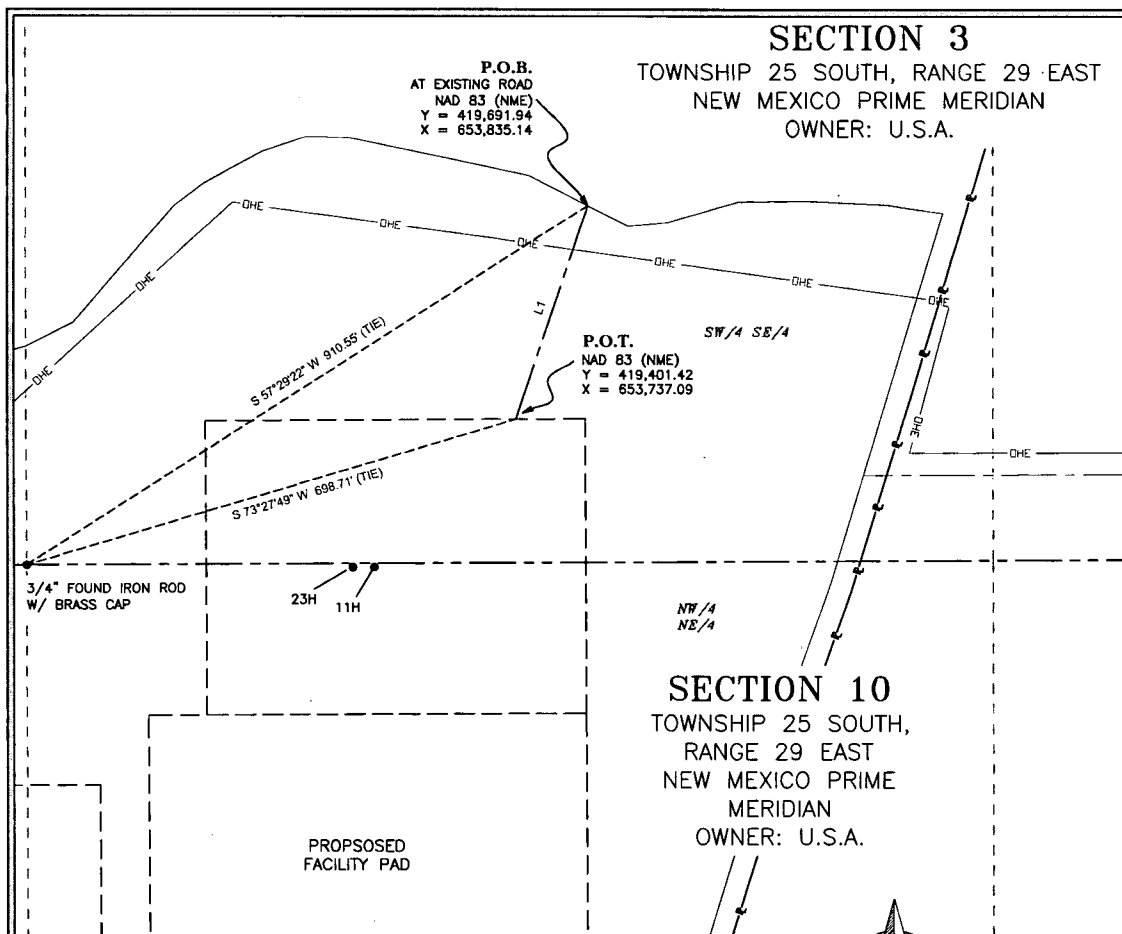 SECTION 3
TOWNSHIP 25 SOUTH, RANGE 29 EAST
NEW MEXICO PRIME MERIDIAN
OWNER: U.S.A.
P.O.B.
AT EXISTING ROAD
NAD 83 (NME)
Y = 419,691.94
X = 653,835.14
OHE
OHE
OHE
OHE
OHE
OHE
OHE
OHE
L1
SW/4 SE/4
S 57°29'22" W 910.55' (TIE)
P.O.T.
NAD 83 (NME)
Y = 419,401.42
X = 653,737.09
OHE
OHE
S 73°27'49" W 698.71' (TIE)
3/4" FOUND IRON ROD
W/ BRASS CAP
23H
11H
NW/4
NE/4
SECTION 10
TOWNSHIP 25 SOUTH,
RANGE 29 EAST
NEW MEXICO PRIME
MERIDIAN
OWNER: U.S.A.
PROPSOSED
FACILITY PAD